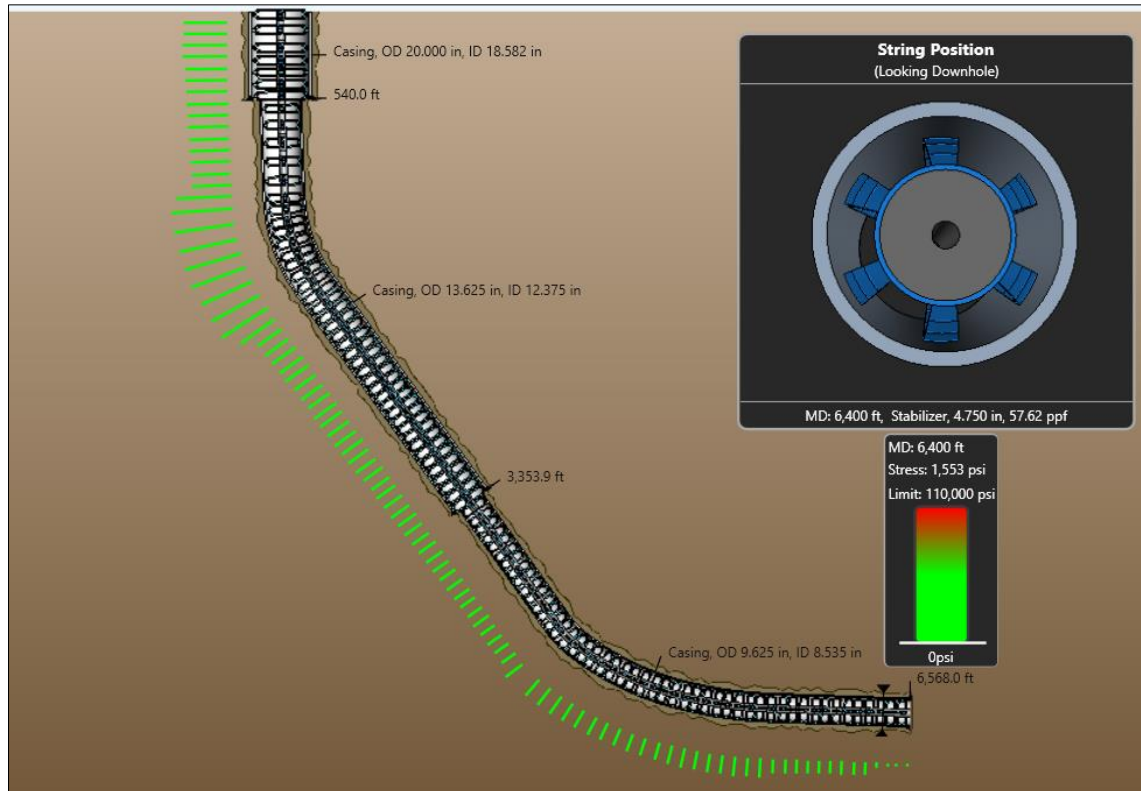 Casing, OD 20.000 in, ID 18.582 in
540.0 ft
Casing, OD 13.625 in, ID 12.375 in
3,353.9 ft
Casing, OD 9.625 in, ID 8.535 in
6,568.0 ft
String Position
(Looking Downhole)
MD: 6,400 ft, Stabilizer, 4.750 in, 57.62 ppf
MD: 6,400 ft
Stress: 1,553 psi
Limit: 110,000 psi
0psi